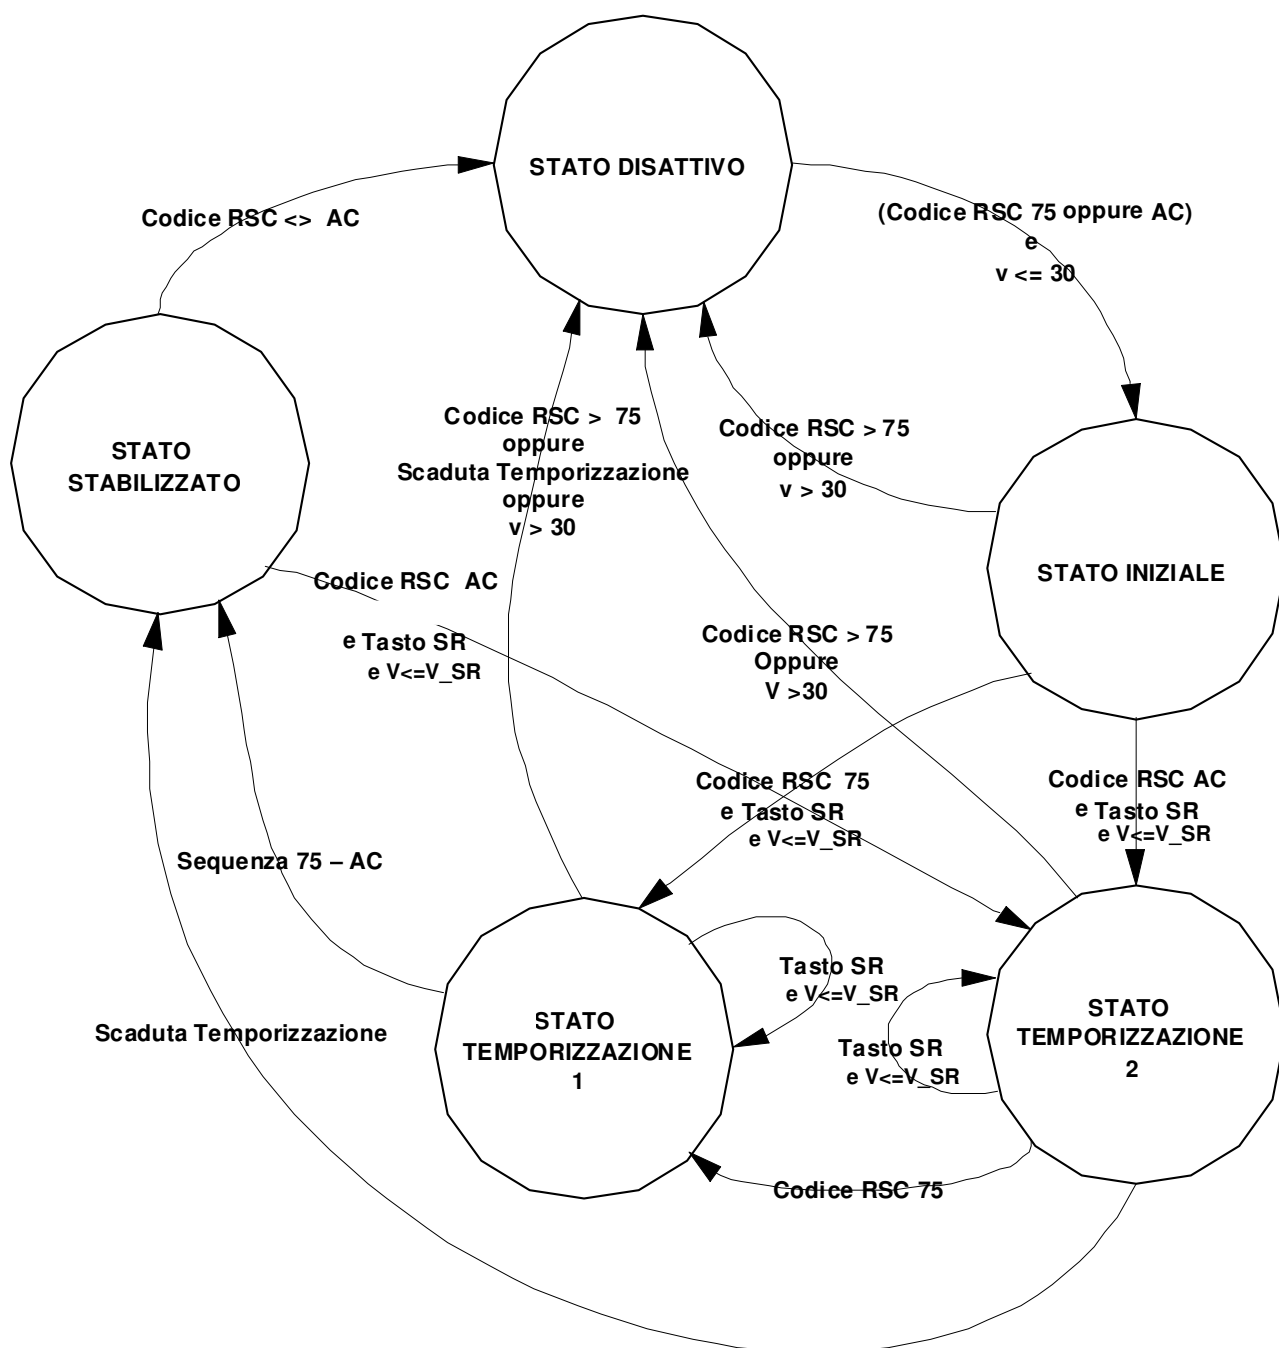 STATO DISATTIVO
Codice RSC <> AC
(Codice RSC 75 oppure AC)
e
v <= 30
Codice RSC > 75
oppure
Scaduta Temporizzazione
oppure
v > 30
Codice RSC > 75
oppure
v > 30
STATO
STABILIZZATO
STATO INIZIALE
Codice RSC AC
e Tasto SR
e V<=V_SR
Codice RSC > 75
Oppure
V >30
Codice RSC 75
e Tasto SR
e V<=V_SR
Codice RSC AC
e Tasto SR
e V<=V_SR
Sequenza 75 – AC
Tasto SR
e V<=V_SR
STATO
TEMPORIZZAZIONE
1
STATO
TEMPORIZZAZIONE
2
Scaduta Temporizzazione
Tasto SR
e V<=V_SR
Codice RSC 75